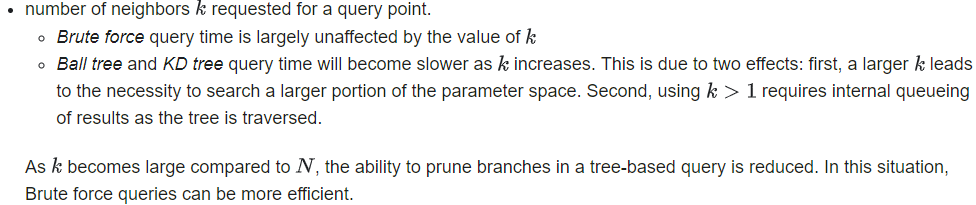 • number of neighbors k requested for a query point.
◦ Brute force query time is largely unaffected by the value of k
◦ Ball tree and KD tree query time will become slower as k increases. This is due to two effects: first, a larger k leads
to the necessity to search a larger portion of the parameter space. Second, using k > 1 requires internal queueing
of results as the tree is traversed.
As k becomes large compared to N, the ability to prune branches in a tree-based query is reduced. In this situation,
Brute force queries can be more efficient.